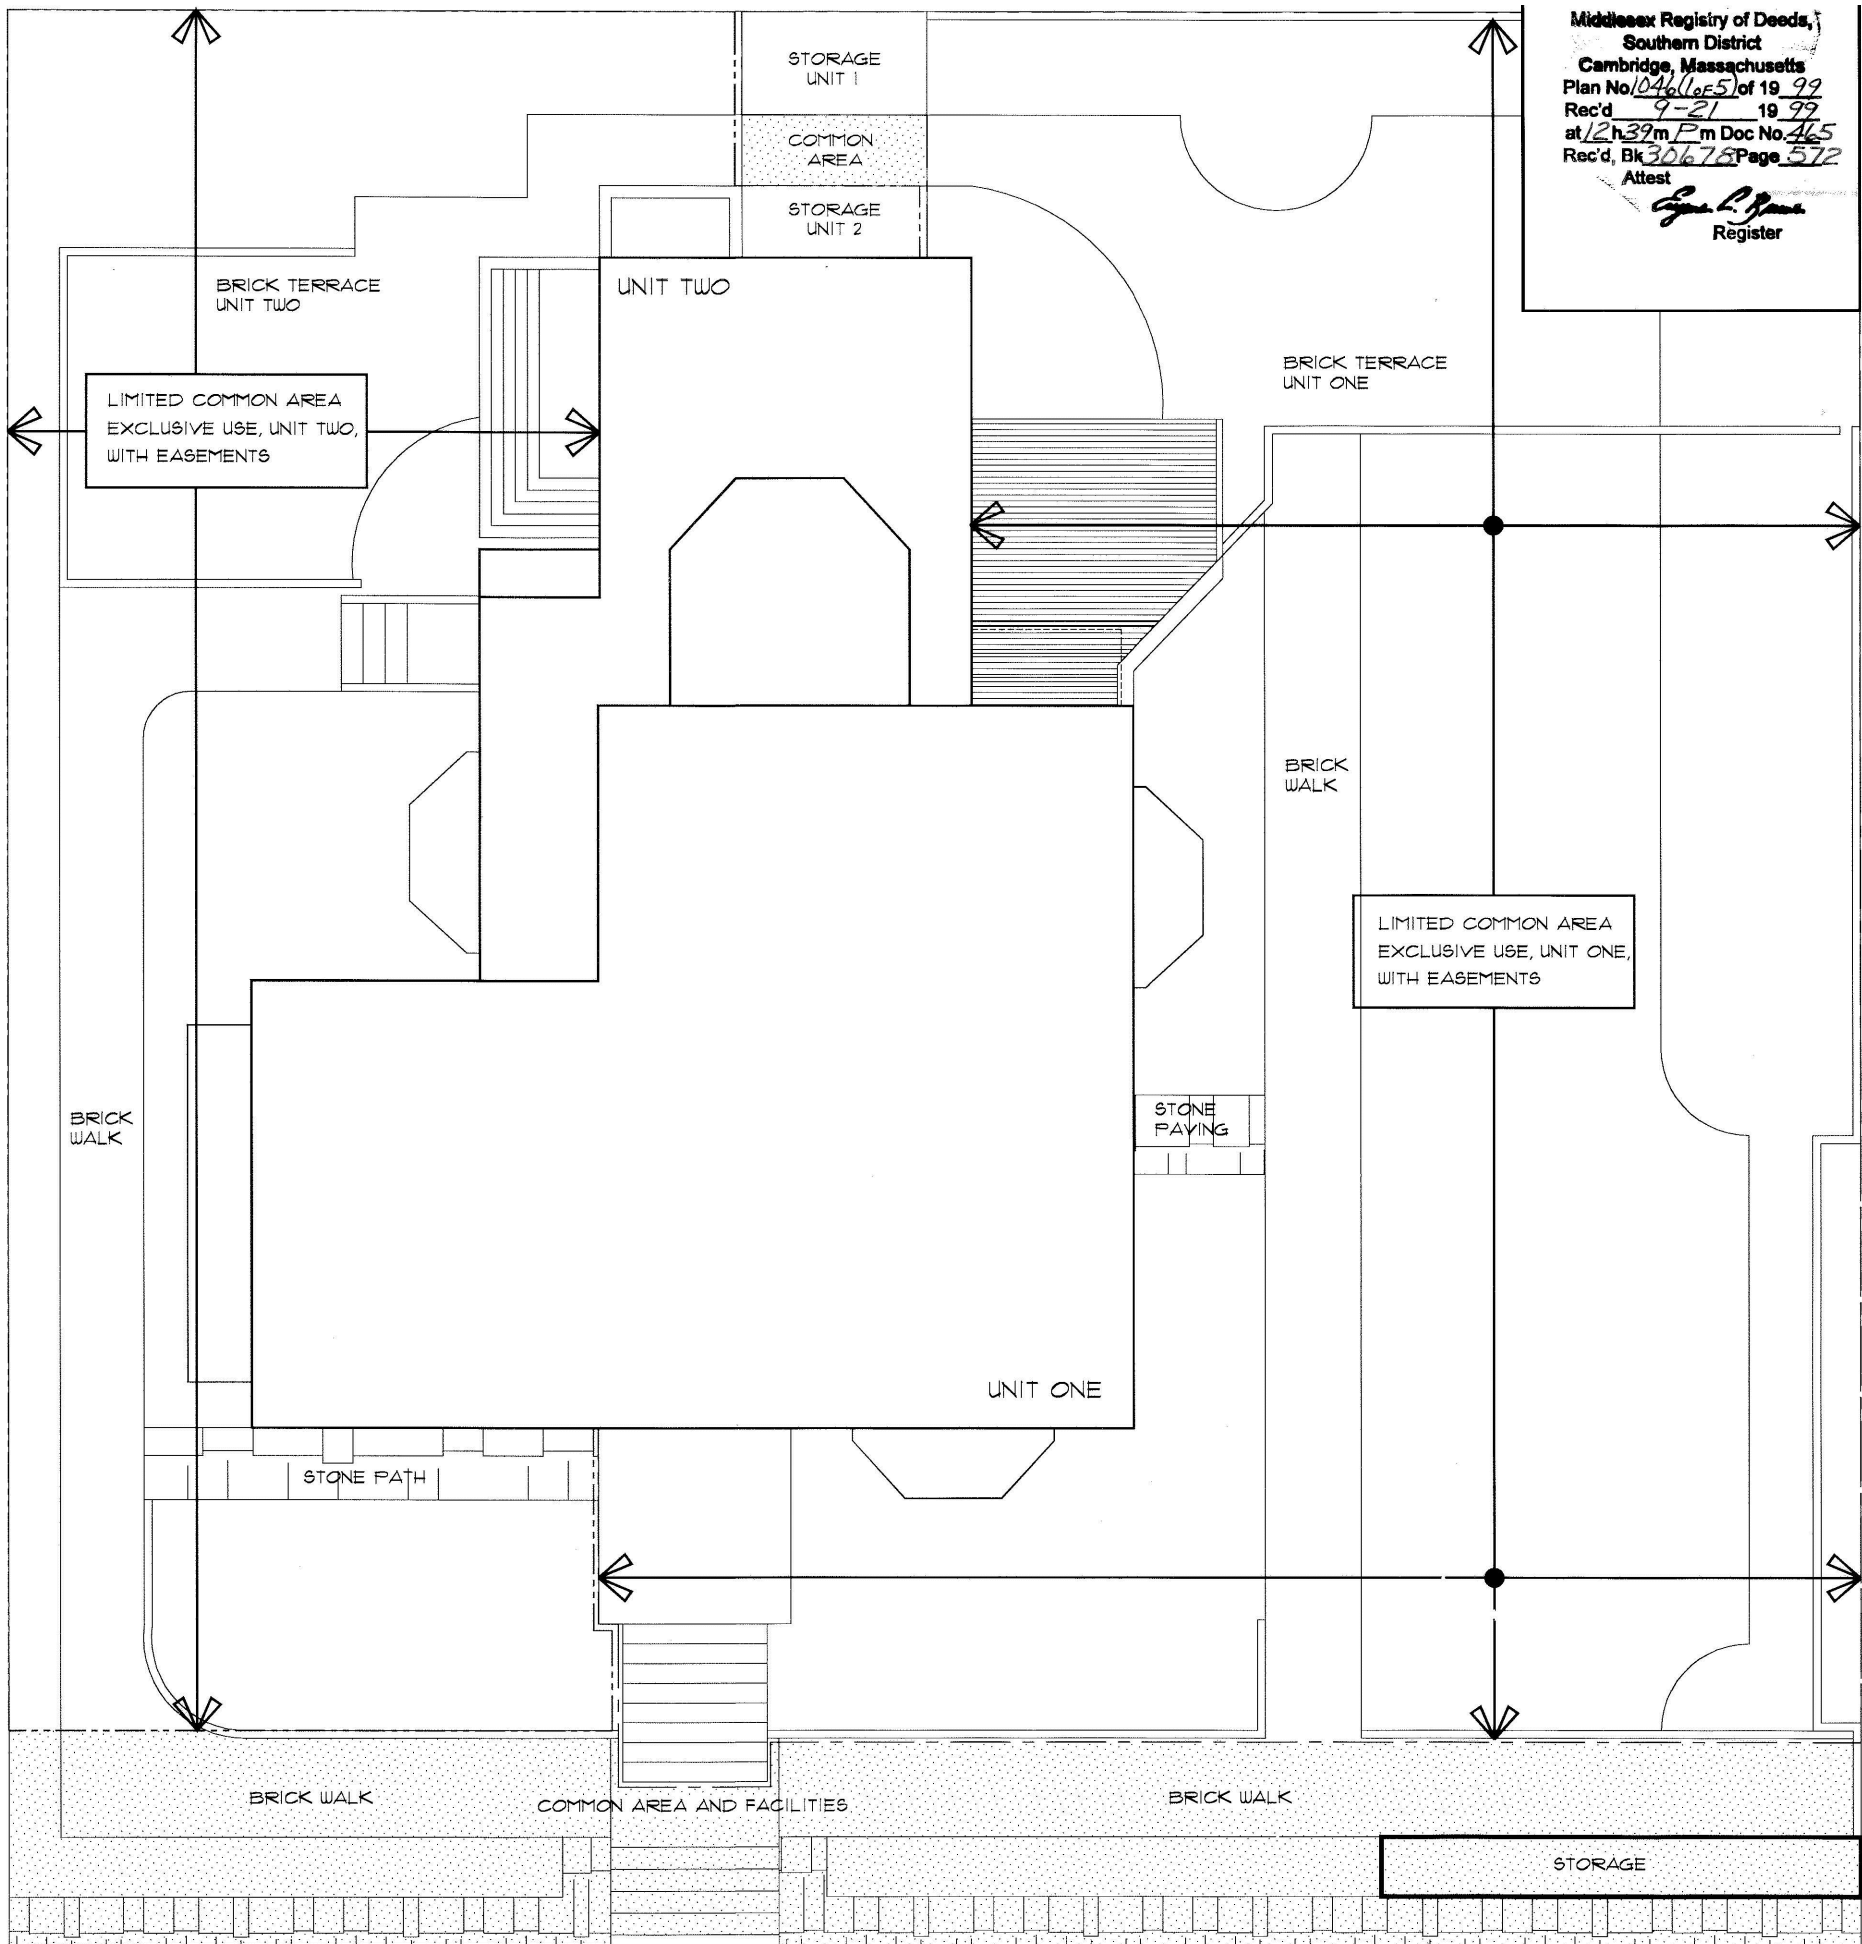 Middlesex Registry of Deeds,
Southern District
Cambridge, Massachusetts
Plan No. 1046 (1 OF 5) of 19 99
Rec'd 9-21 19 99
at 12 h 39 m P m Doc No. 465
Rec'd, Bk 30678 Page 572
Attest
Register
STORAGE
UNIT 1
COMMON
AREA
STORAGE
UNIT 2
UNIT TWO
BRICK TERRACE
UNIT TWO
BRICK TERRACE
UNIT ONE
LIMITED COMMON AREA
EXCLUSIVE USE, UNIT TWO,
WITH EASEMENTS
BRICK
WALK
LIMITED COMMON AREA
EXCLUSIVE USE, UNIT ONE,
WITH EASEMENTS
BRICK
WALK
STONE
PAVING
UNIT ONE
STONE PATH
BRICK WALK
COMMON AREA AND FACILITIES
BRICK WALK
STORAGE